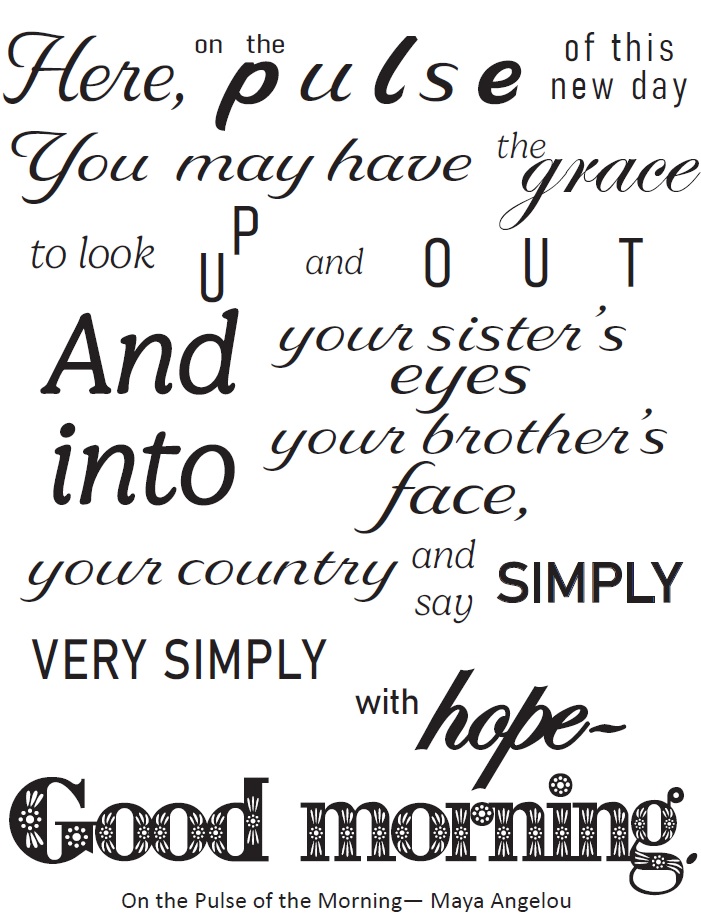 Here, on the pulse of this new day
You may have the grace
to look UP and OUT
And into your sister's eyes
your brother's face,
your country and say SIMPLY
VERY SIMPLY
with hope~
Good morning.
On the Pulse of the Morning— Maya Angelou